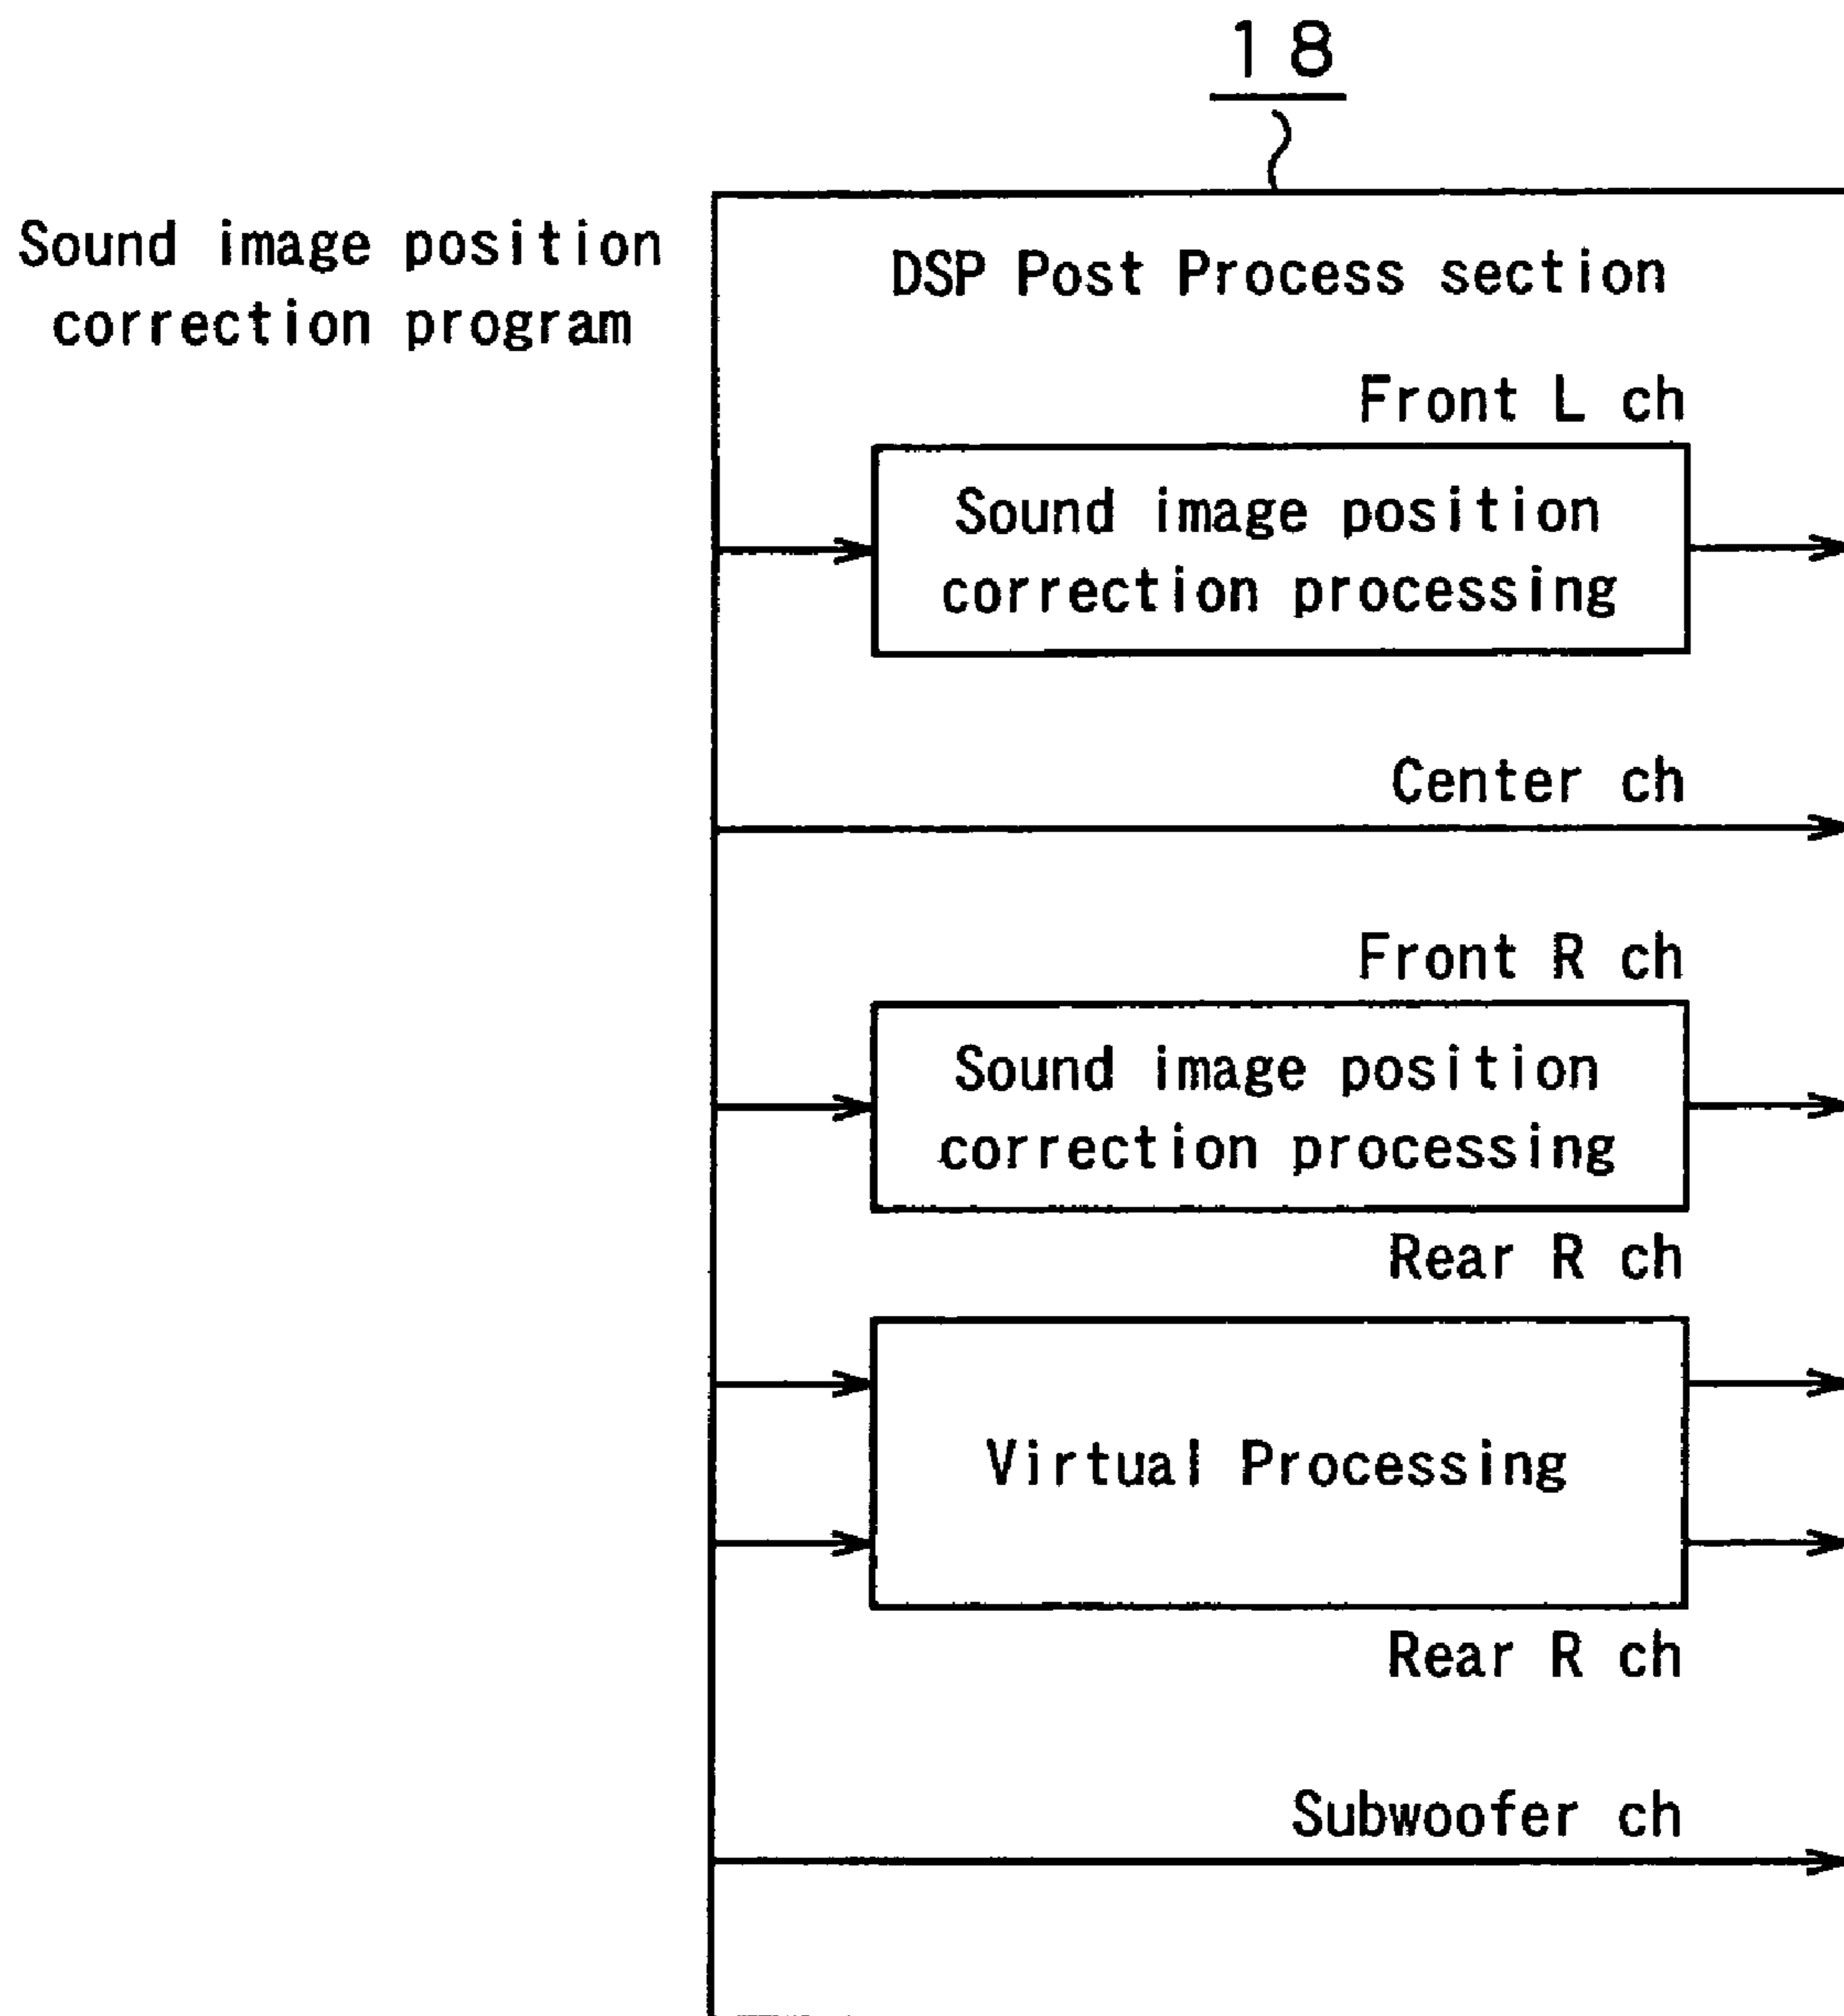 18
Sound image position
correction program
DSP Post Process section
Front L ch
Sound image position
correction processing
Center ch
Front R ch
Sound image position
correction processing
Rear R ch
Virtual Processing
Rear R ch
Subwoofer ch